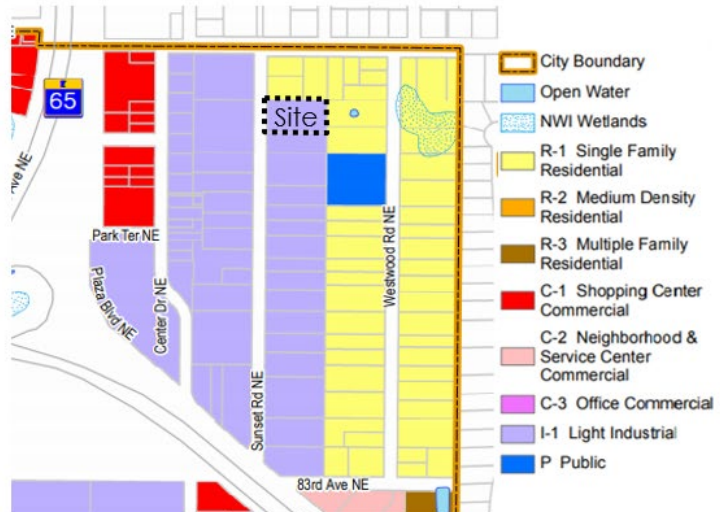 65
Ave NE
Site
Park Ter NE
Plaza Blvd NE
Center Dr NE
Sunset Rd NE
Westwood Rd NE
83rd Ave NE
City Boundary
Open Water
NWI Wetlands
R-1 Single Family
Residential
R-2 Medium Density
Residential
R-3 Multiple Family
Residential
C-1 Shopping Center
Commercial
C-2 Neighborhood &
Service Center
Commercial
C-3 Office Commercial
I-1 Light Industrial
P Public